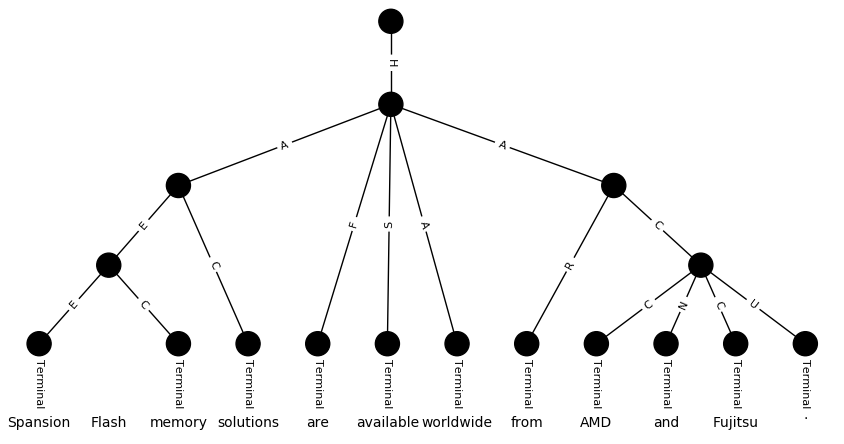 H
A F S A A
E C R C
E C C N C U
Terminal Terminal Terminal Terminal Terminal Terminal Terminal Terminal Terminal Terminal Terminal
Spansion Flash memory solutions are available worldwide from AMD and Fujitsu .